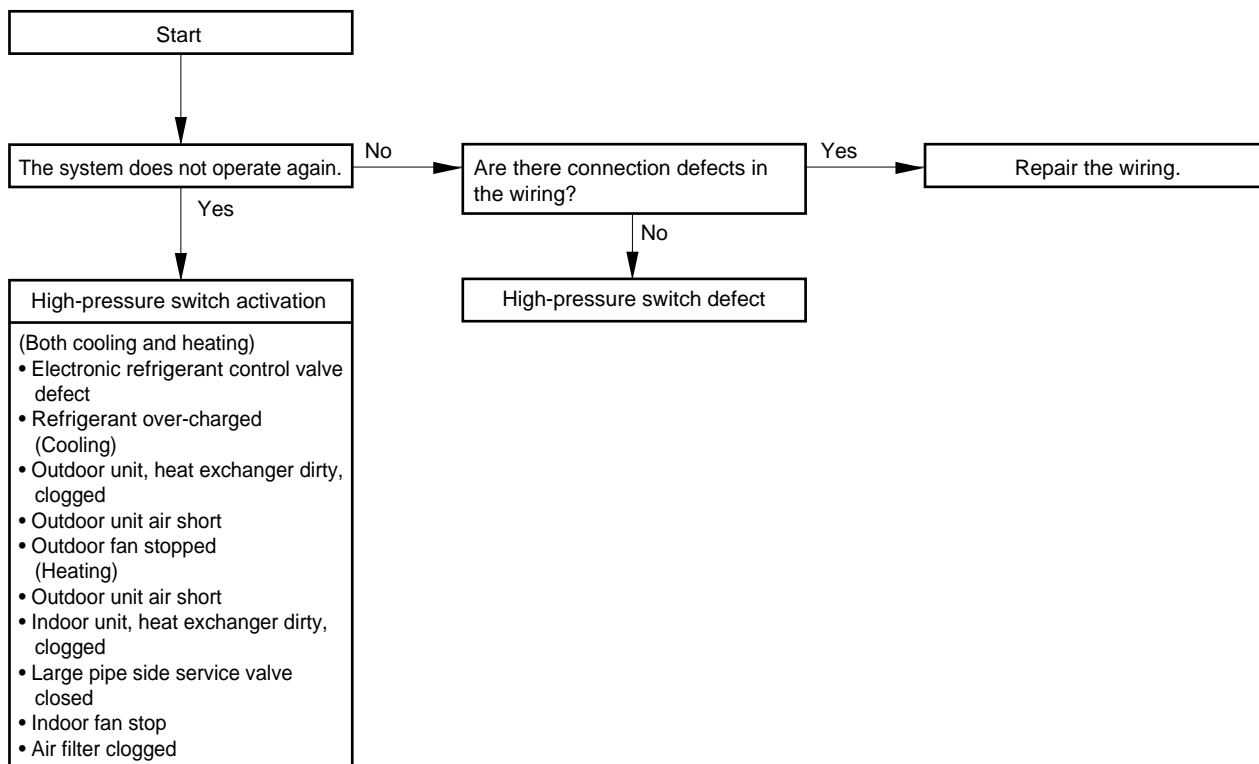 Start
The system does not operate again.
No
Are there connection defects in
the wiring?
Yes
Repair the wiring.
Yes
No
High-pressure switch activation
High-pressure switch defect
(Both cooling and heating)
• Electronic refrigerant control valve
defect
• Refrigerant over-charged
(Cooling)
• Outdoor unit, heat exchanger dirty,
clogged
• Outdoor unit air short
• Outdoor fan stopped
(Heating)
• Outdoor unit air short
• Indoor unit, heat exchanger dirty,
clogged
• Large pipe side service valve
closed
• Indoor fan stop
• Air filter clogged